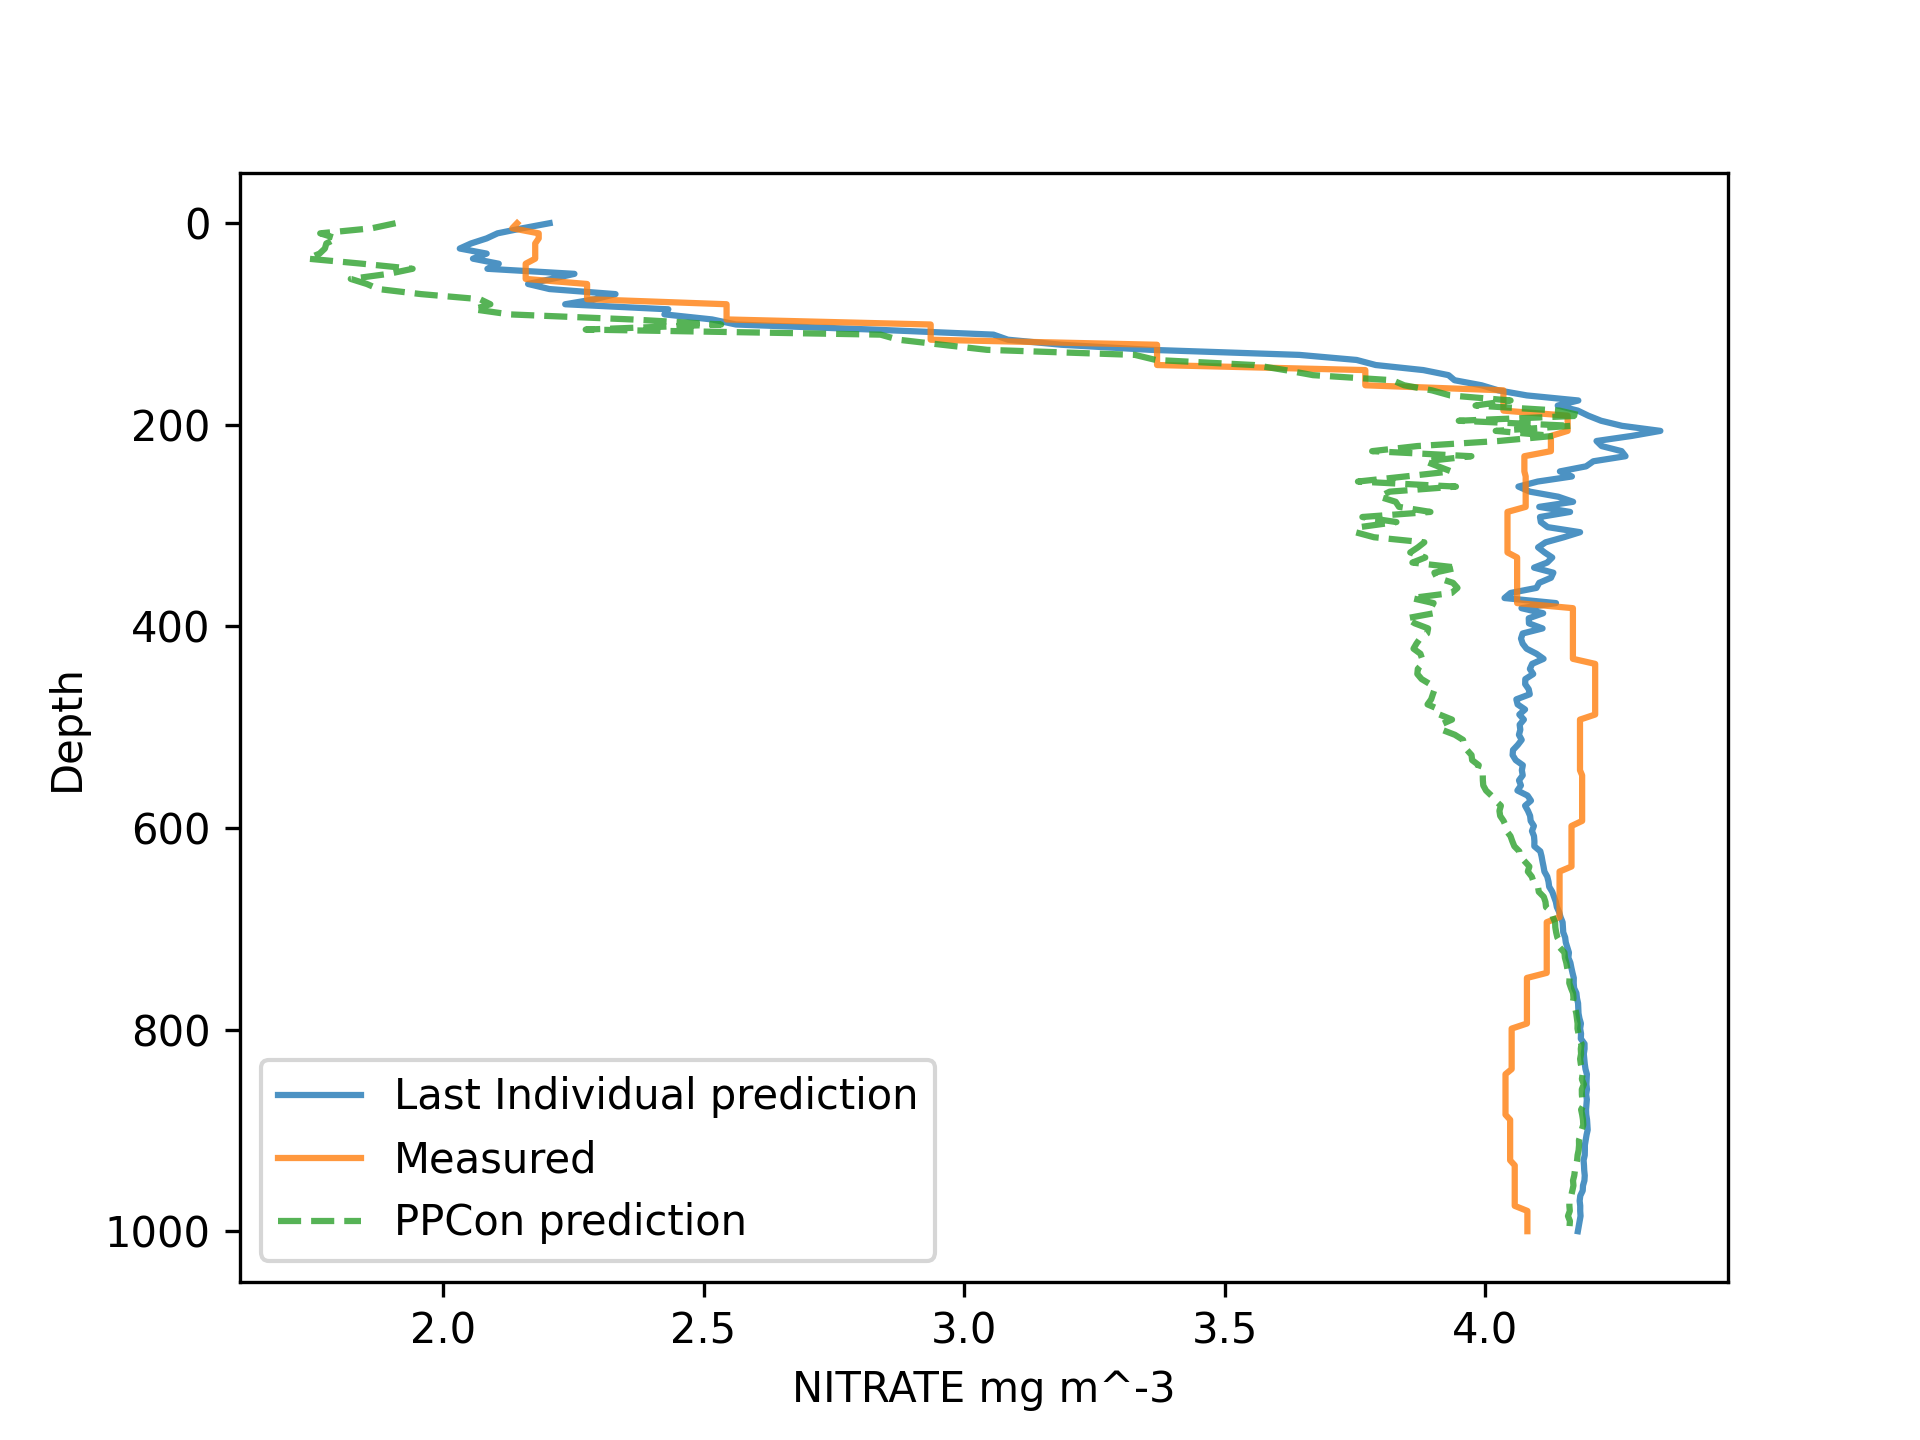 0
200
400
600
800
1000
Depth
Last Individual prediction
Measured
PPCon prediction
2.0 2.5 3.0 3.5 4.0
NITRATE mg m^-3